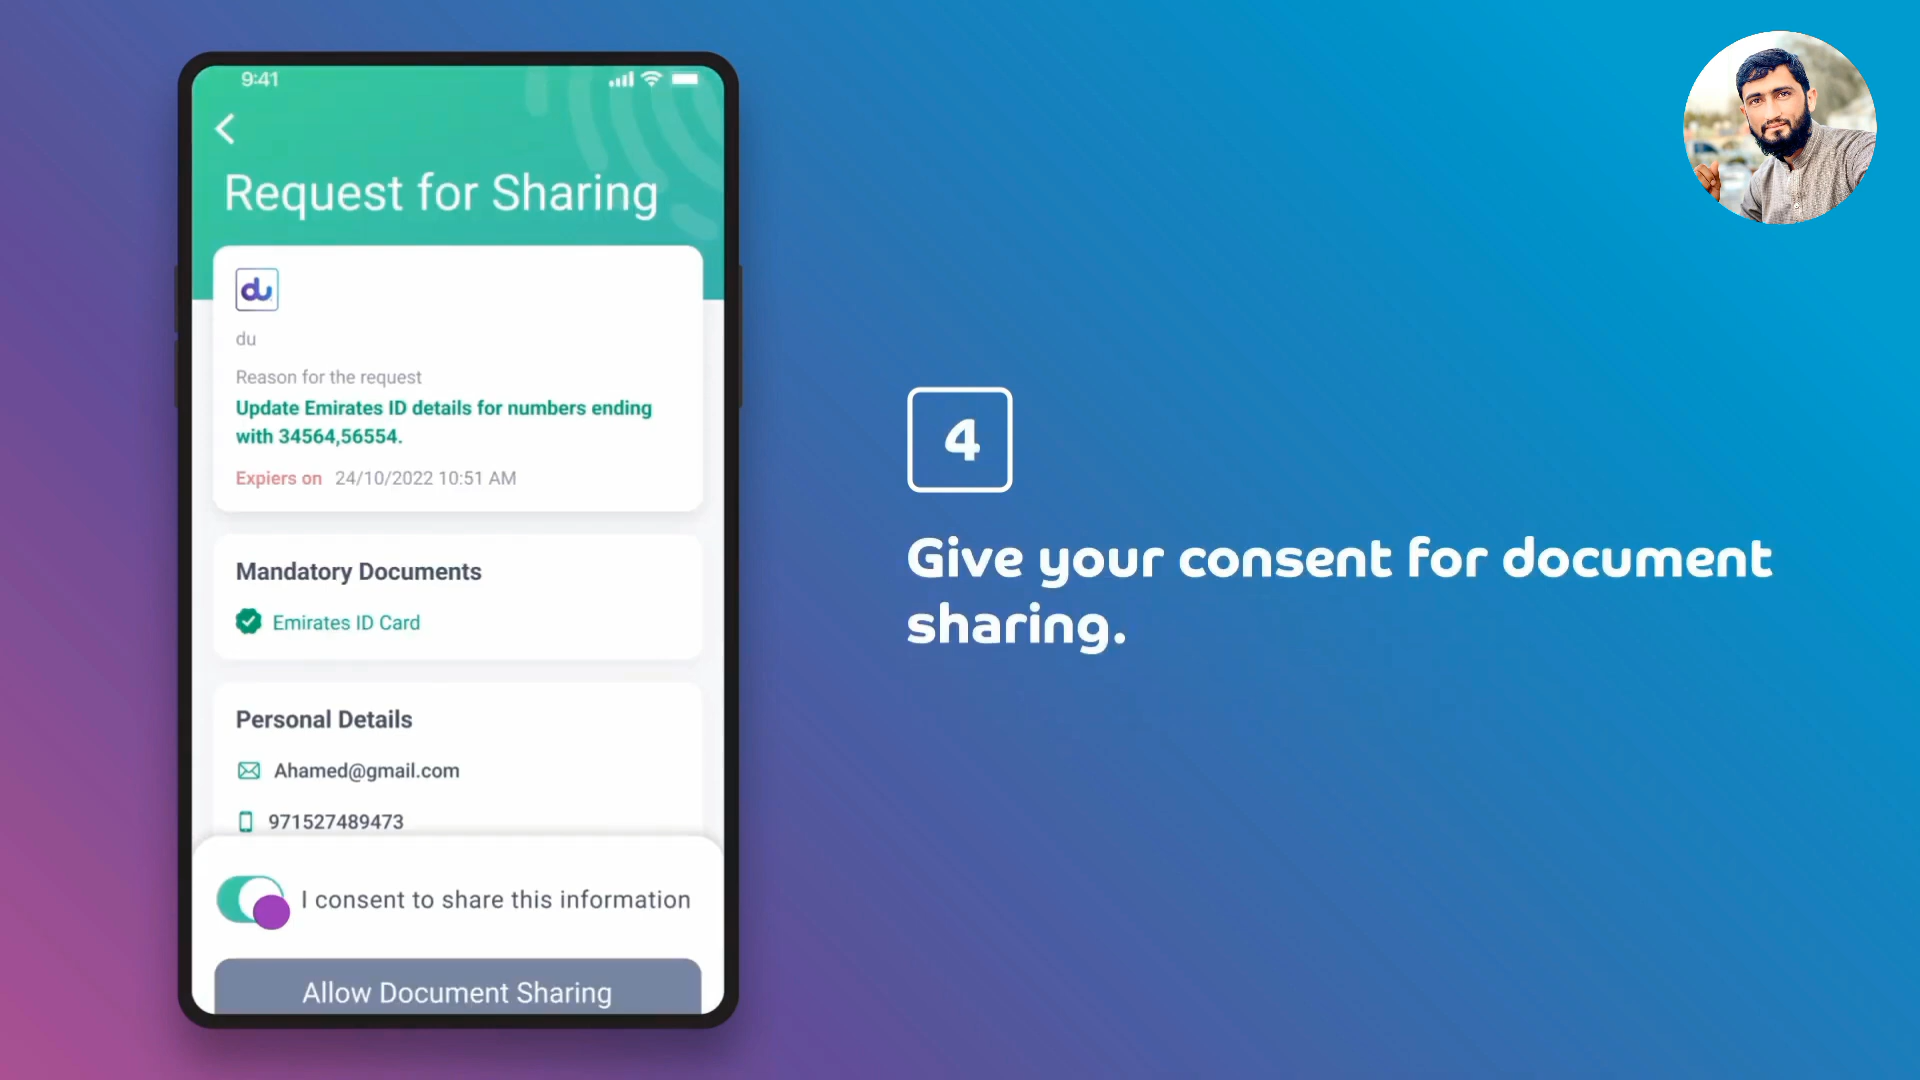 9:41
Request for Sharing
du
du
Reason for the request
Update Emirates ID details for numbers ending
with 34564,56554.
Expiers on 24/10/2022 10:51 AM
Mandatory Documents
Emirates ID Card
Personal Details
Ahamed@gmail.com
971527489473
I consent to share this information
Allow Document Sharing
4
Give your consent for document
sharing.